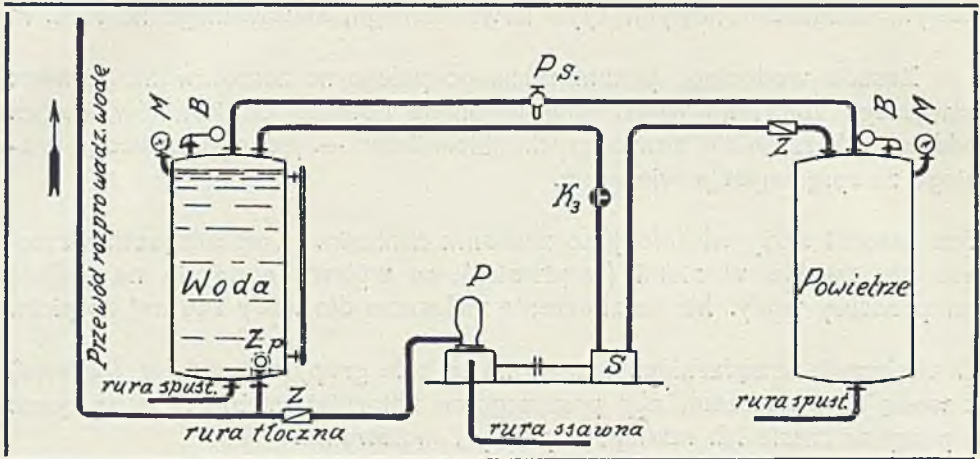 Ps.
M
B
B
M
Przewód rozprowadz. wodę
Z
K₃
Woda
P
Powietrze
Zp
S
rura spust.
Z
rura spust
rura tłoczna
rura ssawna